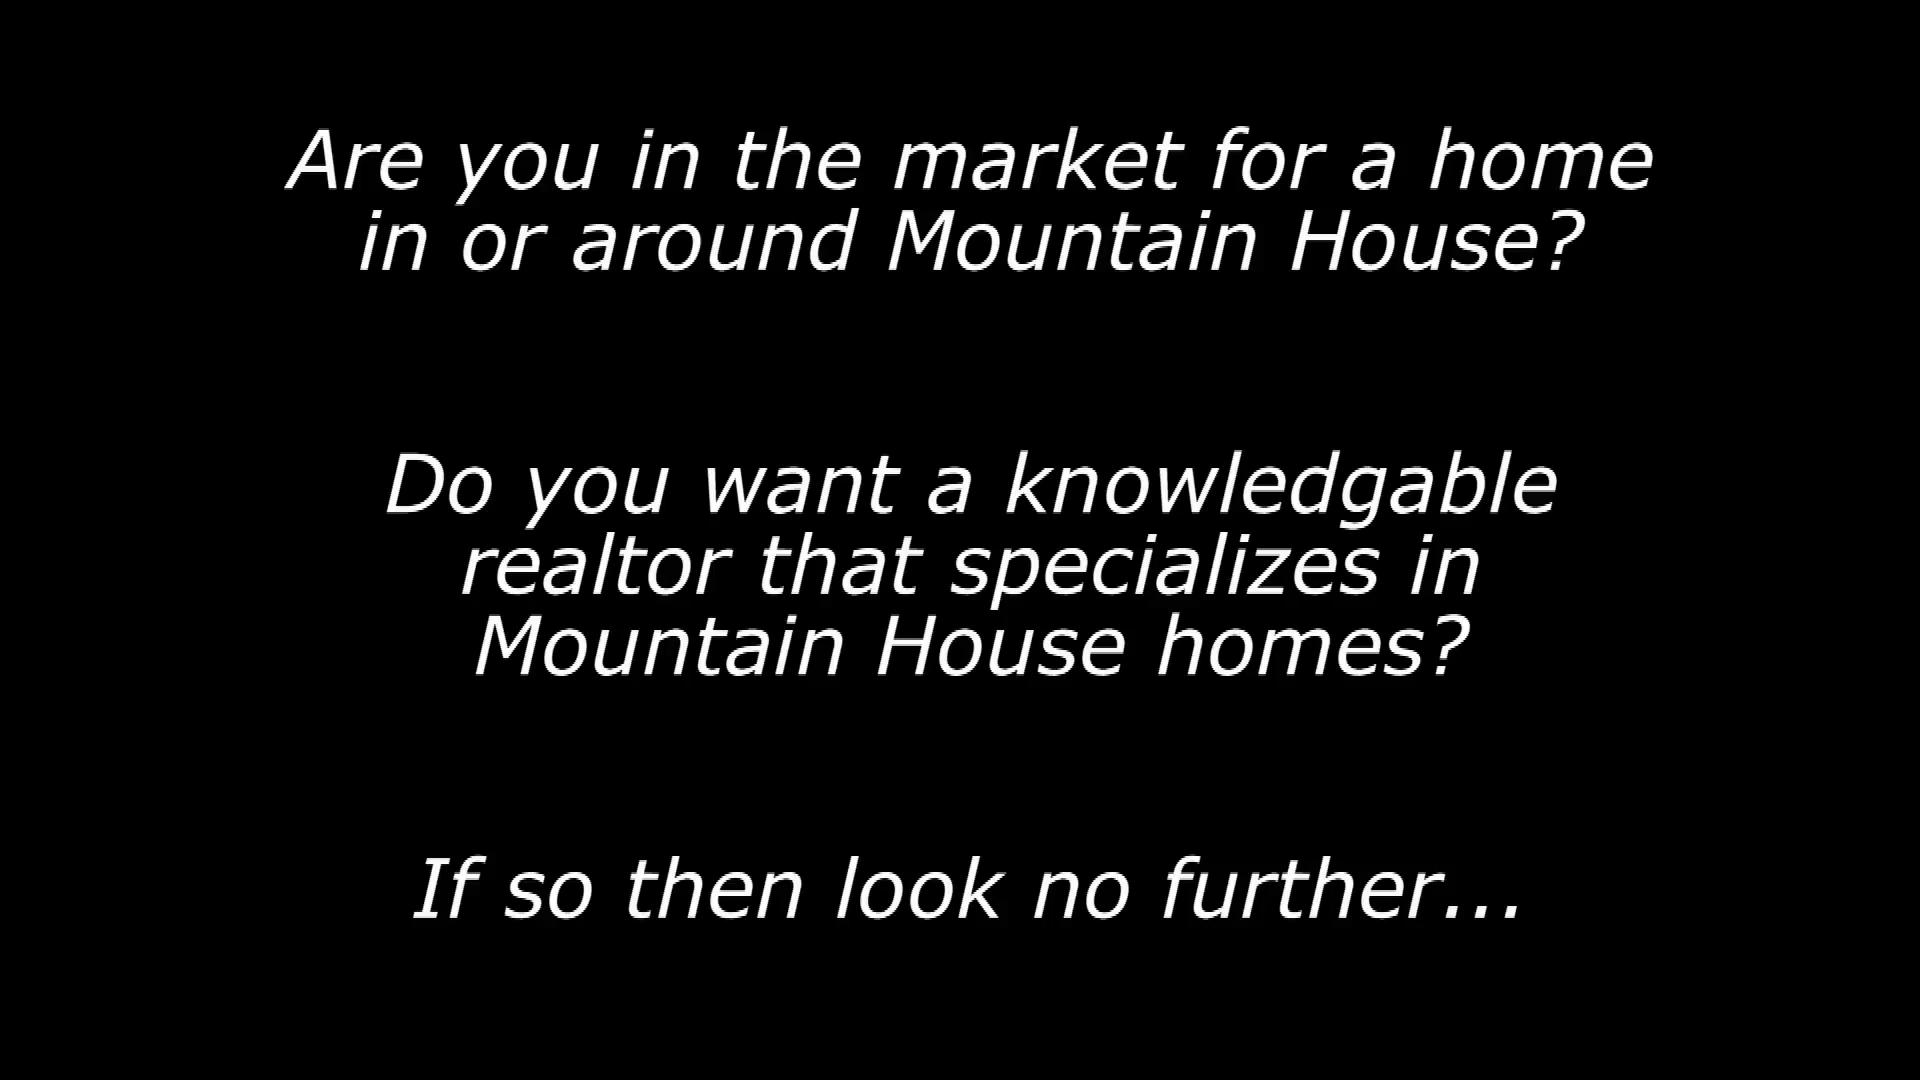 Are you in the market for a home
in or around Mountain House?
Do you want a knowledgable
realtor that specializes in
Mountain House homes?
If so then look no further...